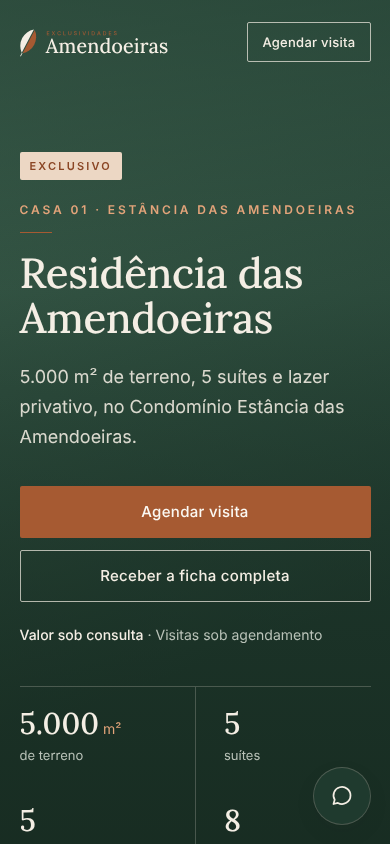 EXCLUSIVIDADES
Amendoeiras
Agendar visita
EXCLUSIVO
CASA 01 · ESTÂNCIA DAS AMENDOEIRAS
Residência das
Amendoeiras
5.000 m² de terreno, 5 suítes e lazer
privativo, no Condomínio Estância das
Amendoeiras.
Agendar visita
Receber a ficha completa
Valor sob consulta · Visitas sob agendamento
5.000 m²
de terreno
5
suítes
5
8